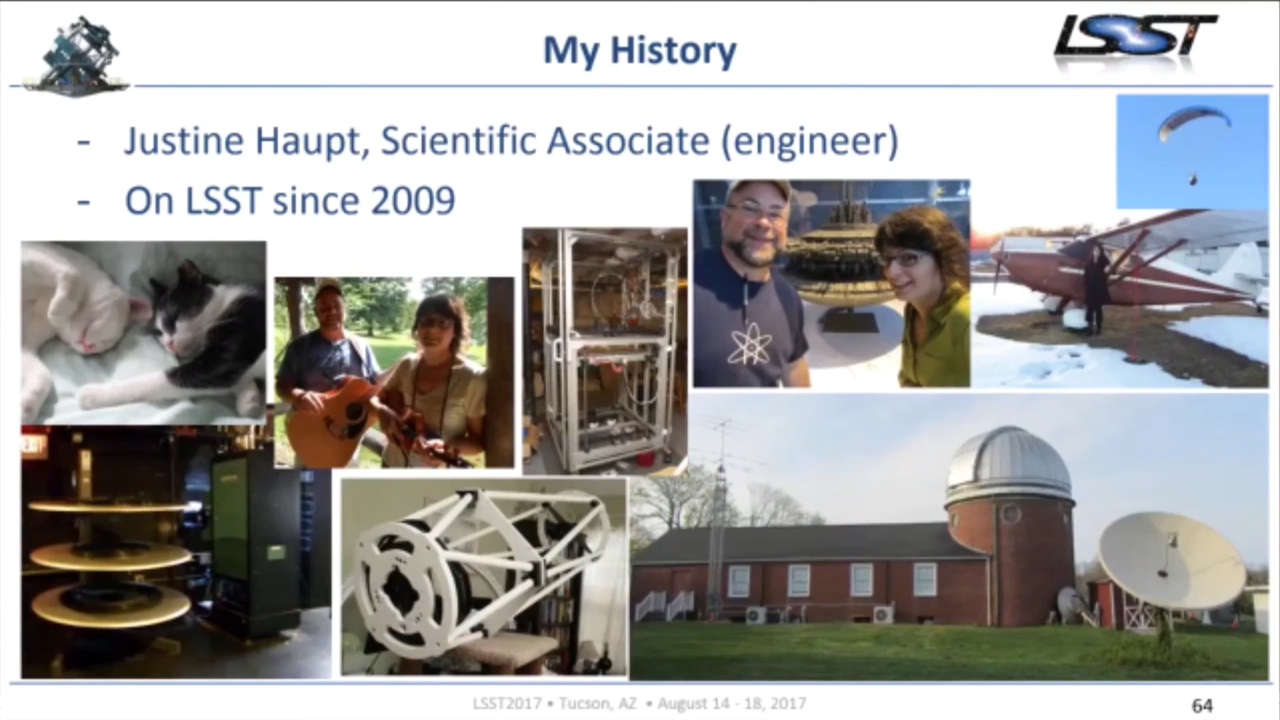 My History
LSST
- Justine Haupt, Scientific Associate (engineer)
- On LSST since 2009
LSST2017 • Tucson, AZ • August 14 - 18, 2017
64